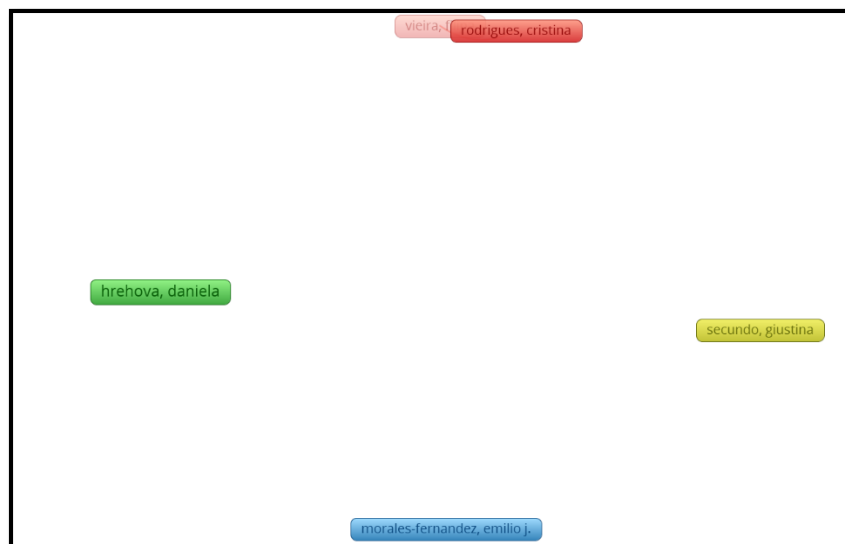 vieira,
rodrigues, cristina
hrehova, daniela
secundo, giustina
morales-fernandez, emilio j.